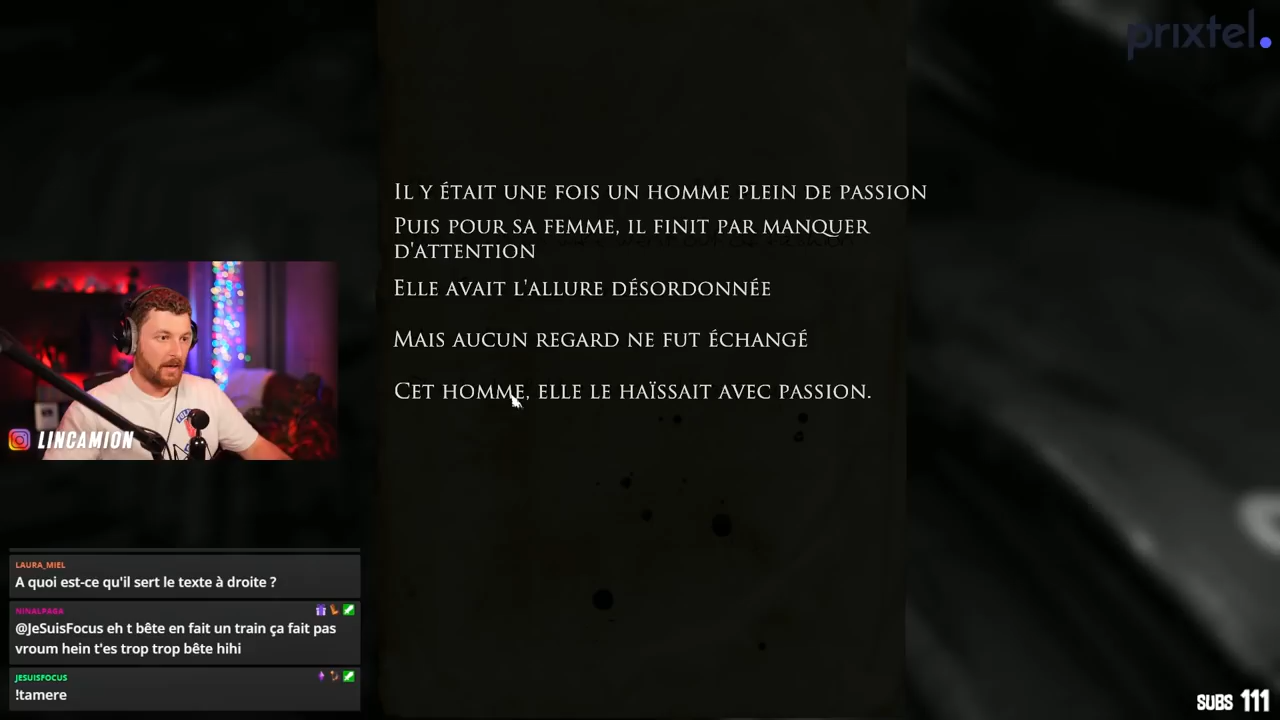 prixtel.
Il y était une fois un homme plein de passion
Puis pour sa femme, il finit par manquer
d'attention
Elle avait l'allure désordonnée
Mais aucun regard ne fut échangé
Cet homme, elle le haïssait avec passion.
LINCAMION
LAURA_MIEL
A quoi est-ce qu'il sert le texte à droite ?
NINALPAGA
@JeSuisFocus eh t bête en fait un train ça fait pas
vroum hein t'es trop trop bête hihi
JESUISFOCUS
!tamere
SUBS 111